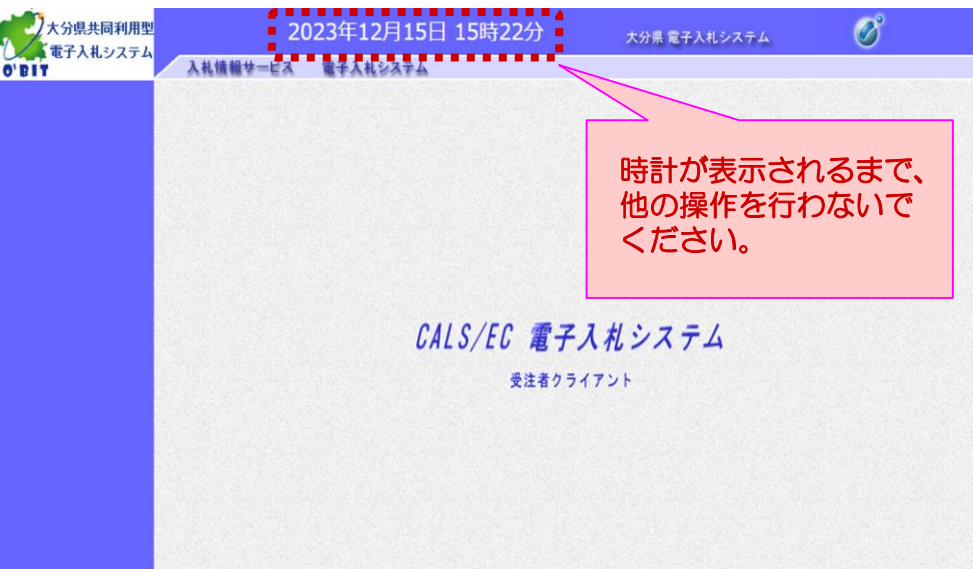 大分県共同利用型
電子入札システム
O'BIT
2023年12月15日 15時22分
大分県 電子入札システム
入札情報サービス 電子入札システム
時計が表示されるまで、
他の操作を行わないで
ください。
CALS/EC 電子入札システム
受注者クライアント